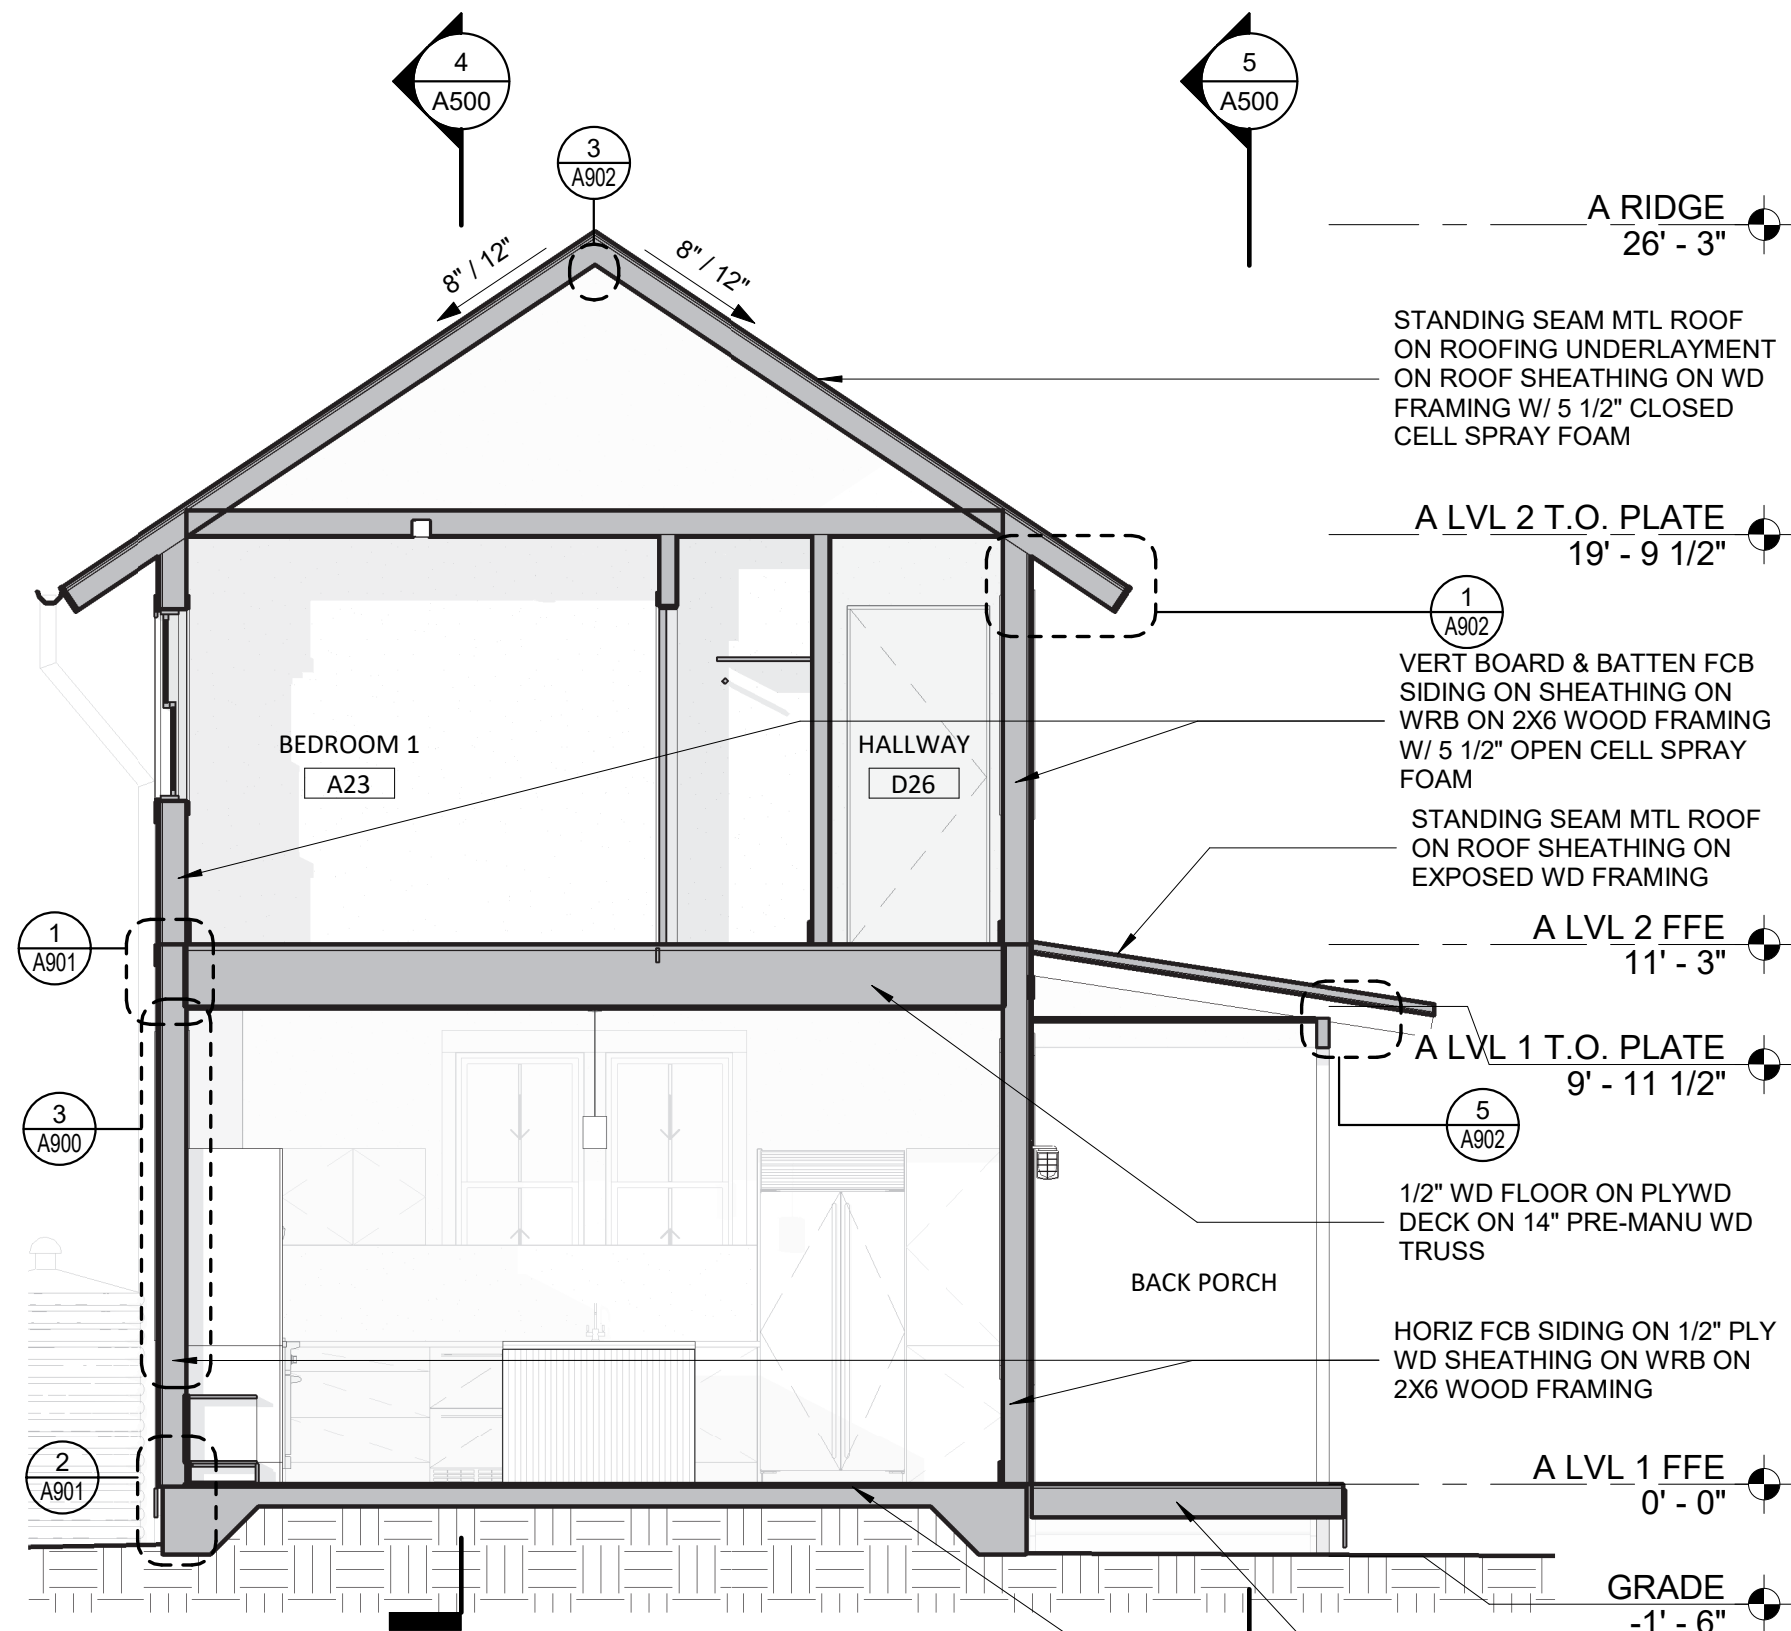 4
A500
5
A500
3
A902
8" / 12"
8" / 12"
A RIDGE
26' - 3"
STANDING SEAM MTL ROOF
ON ROOFING UNDERLAYMENT
ON ROOF SHEATHING ON WD
FRAMING W/ 5 1/2" CLOSED
CELL SPRAY FOAM
A LVL 2 T.O. PLATE
19' - 9 1/2"
1
A902
VERT BOARD & BATTEN FCB
SIDING ON SHEATHING ON
WRB ON 2X6 WOOD FRAMING
W/ 5 1/2" OPEN CELL SPRAY
FOAM
BEDROOM 1
A23
HALLWAY
D26
STANDING SEAM MTL ROOF
ON ROOF SHEATHING ON
EXPOSED WD FRAMING
1
A901
A LVL 2 FFE
11' - 3"
A LVL 1 T.O. PLATE
9' - 11 1/2"
3
A900
5
A902
1/2" WD FLOOR ON PLYWD
DECK ON 14" PRE-MANU WD
TRUSS
BACK PORCH
HORIZ FCB SIDING ON 1/2" PLY
WD SHEATHING ON WRB ON
2X6 WOOD FRAMING
2
A901
A LVL 1 FFE
0' - 0"
GRADE
-1' - 6"